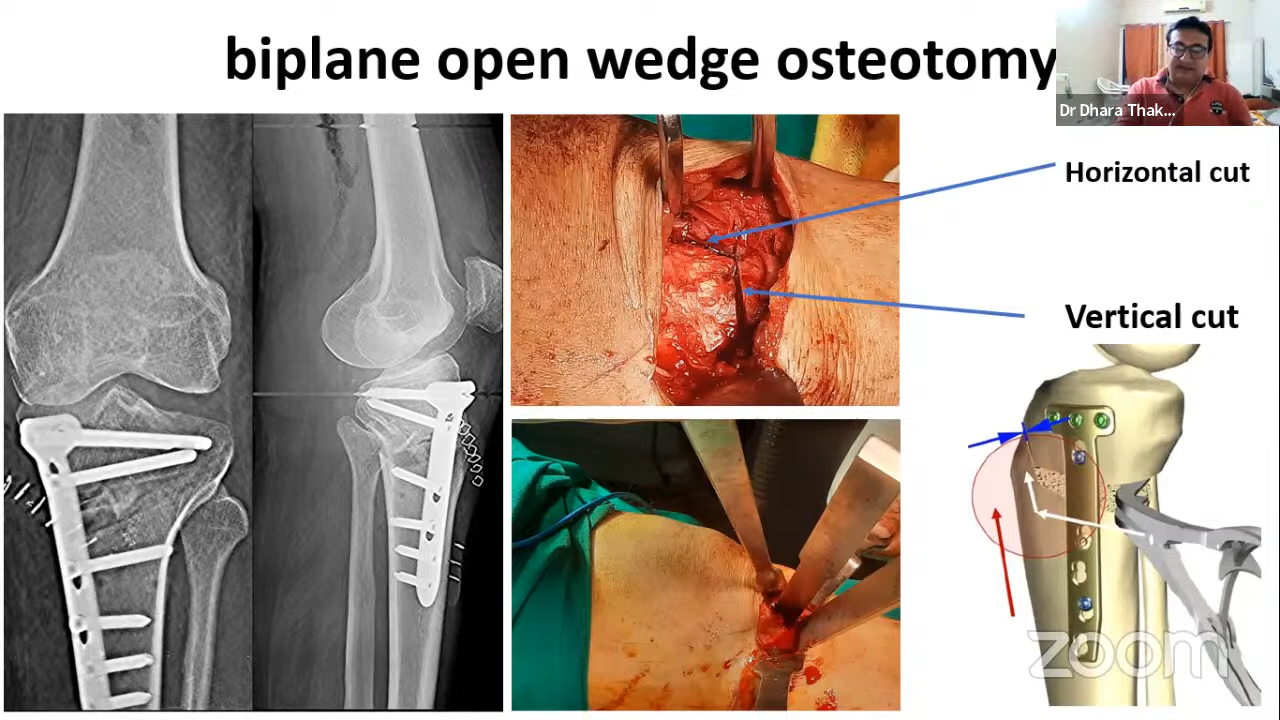 biplane open wedge osteotomy
Dr Dhara Thak...
Horizontal cut
Vertical cut
zoom